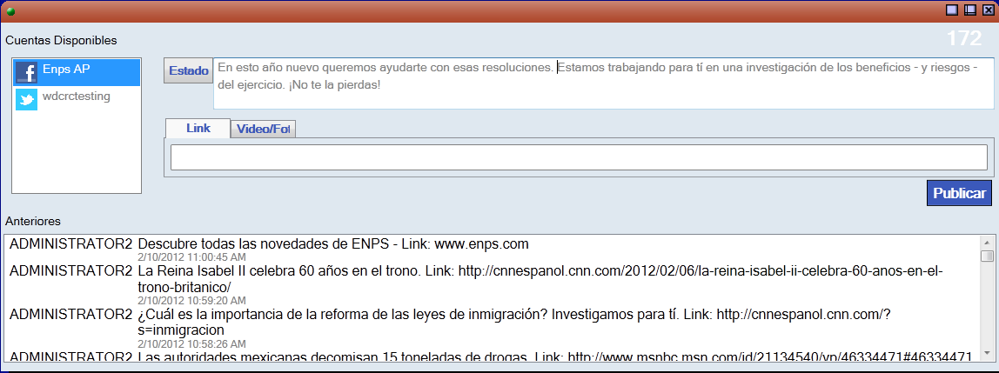 Cuentas Disponibles
172
Enps AP
wdcrctesting
Estado
En esto año nuevo queremos ayudarte con esas resoluciones. Estamos trabajando para tí en una investigación de los beneficios - y riesgos -
del ejercicio. ¡No te la pierdas!
Link
Video/Fot
Publicar
Anteriores
ADMINISTRATOR2 Descubre todas las novedades de ENPS - Link: www.enps.com
2/10/2012 11:00:45 AM
ADMINISTRATOR2 La Reina Isabel II celebra 60 años en el trono. Link: http://cnnespanol.cnn.com/2012/02/06/la-reina-isabel-ii-celebra-60-anos-en-el-
trono-britanico/
2/10/2012 10:59:20 AM
ADMINISTRATOR2 ¿Cuál es la importancia de la reforma de las leyes de inmigración? Investigamos para tí. Link: http://cnnespanol.cnn.com/?
s=inmigracion
2/10/2012 10:58:26 AM
ADMINISTRATOR2 Las autoridades mexicanas decomisan 15 toneladas de drogas. Link: http://www.msnbc.msn.com/id/21134540/vp/46334471#46334471